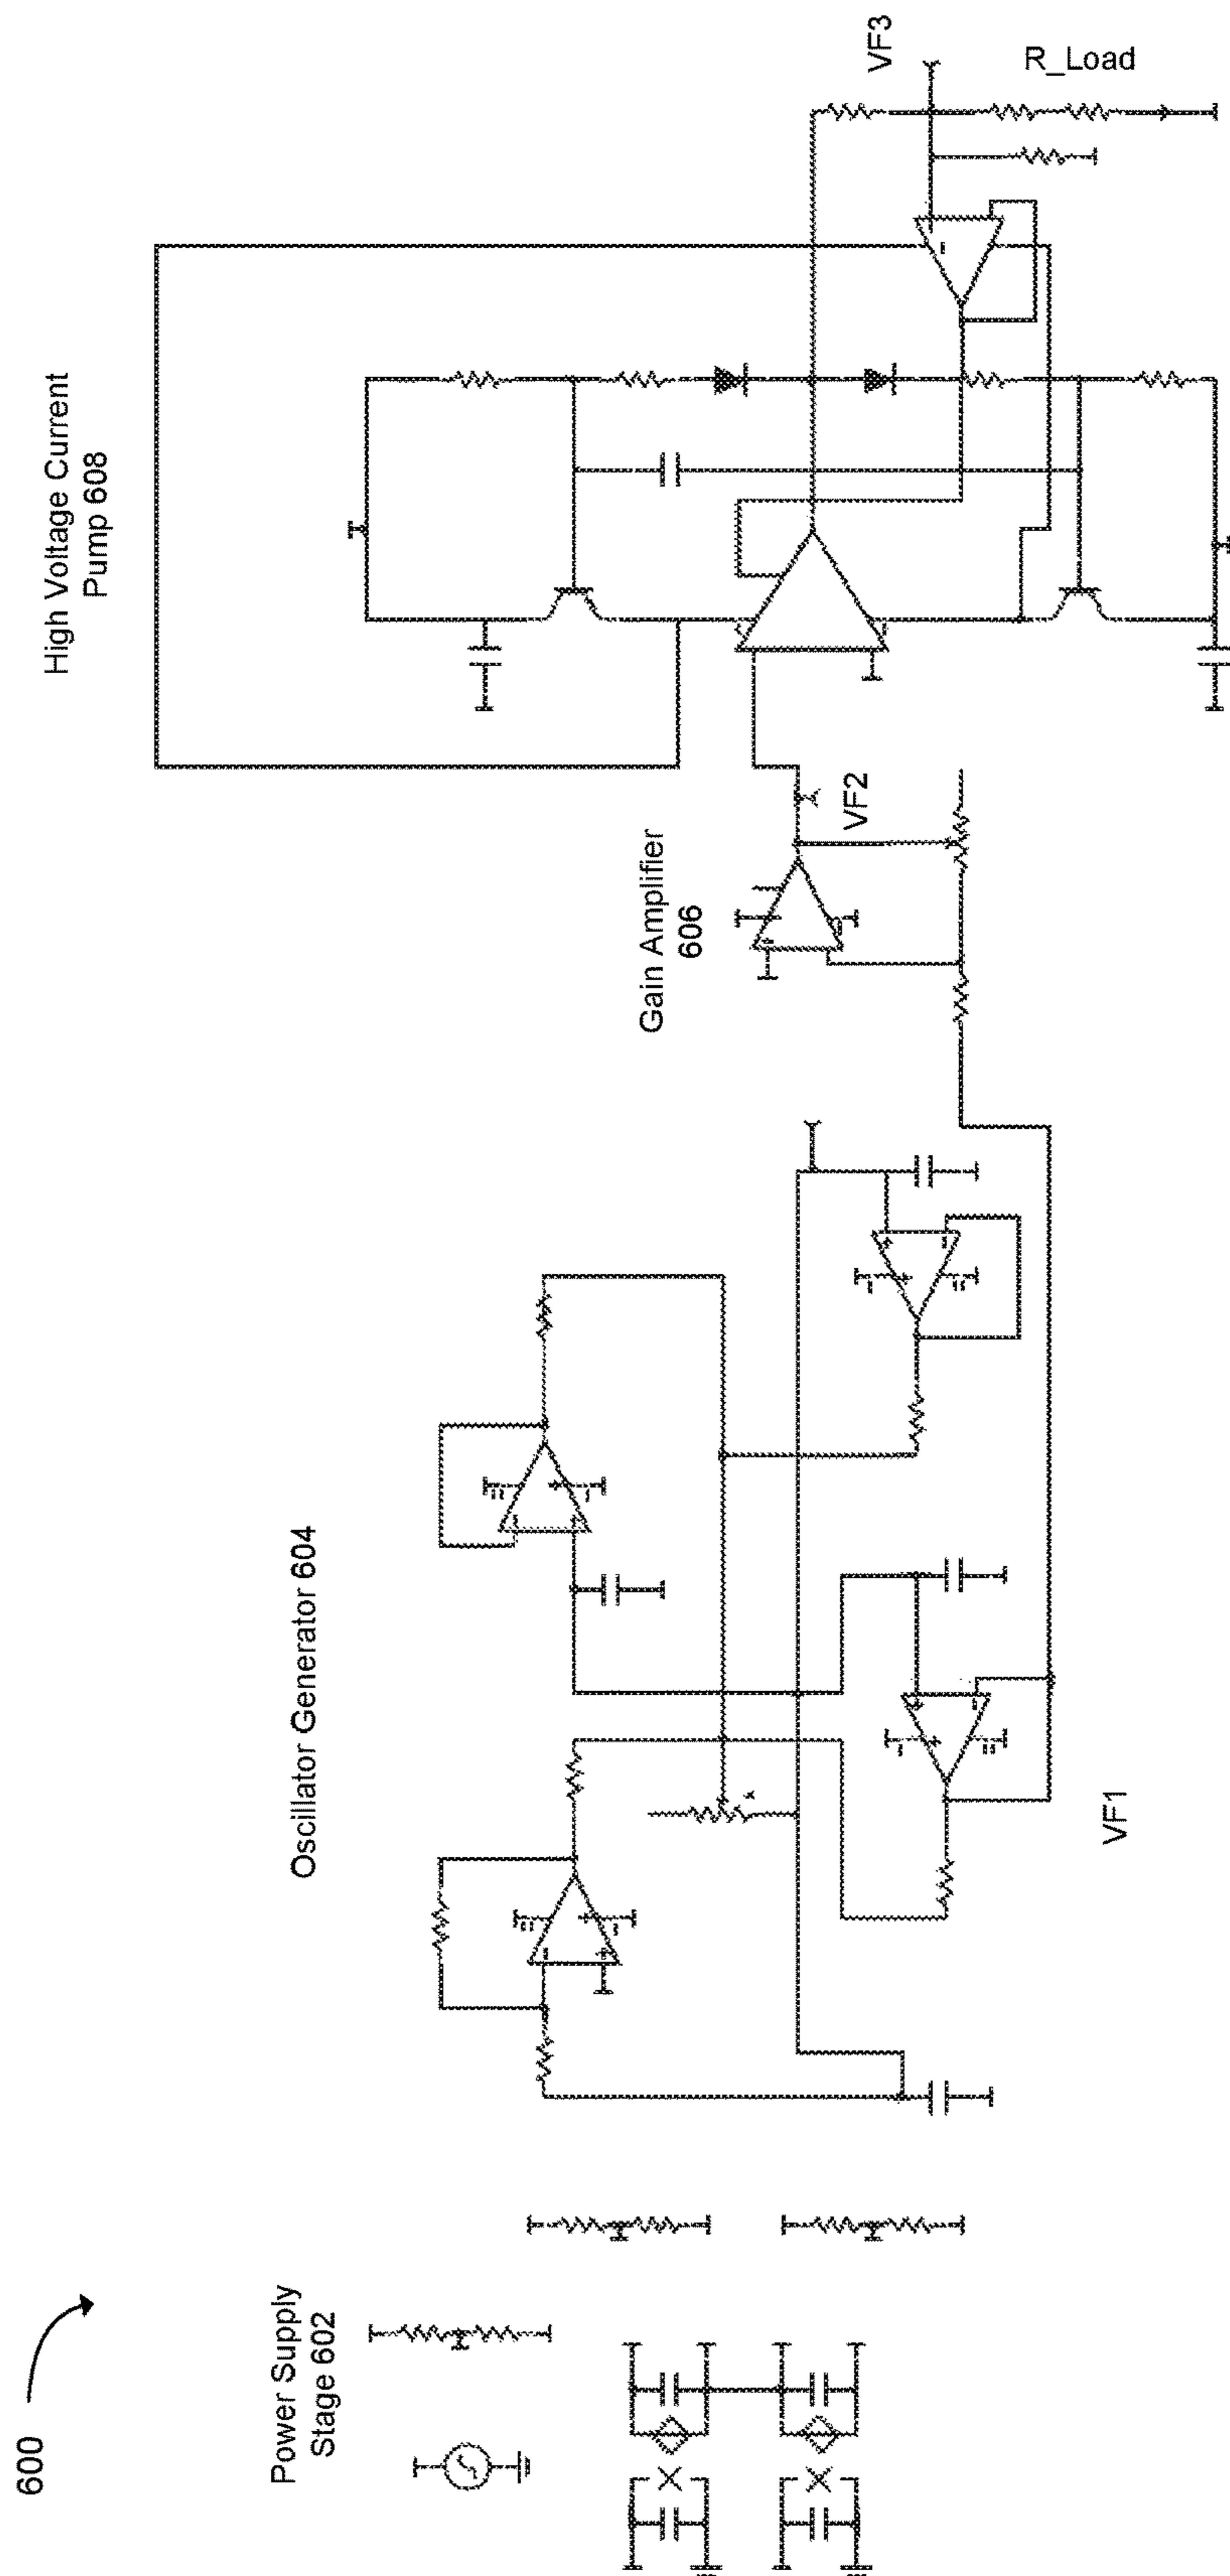 600
Power Supply
Stage 602
Oscillator Generator 604
VF1
Gain Amplifier
606
VF2
High Voltage Current
Pump 608
VF3
R_Load